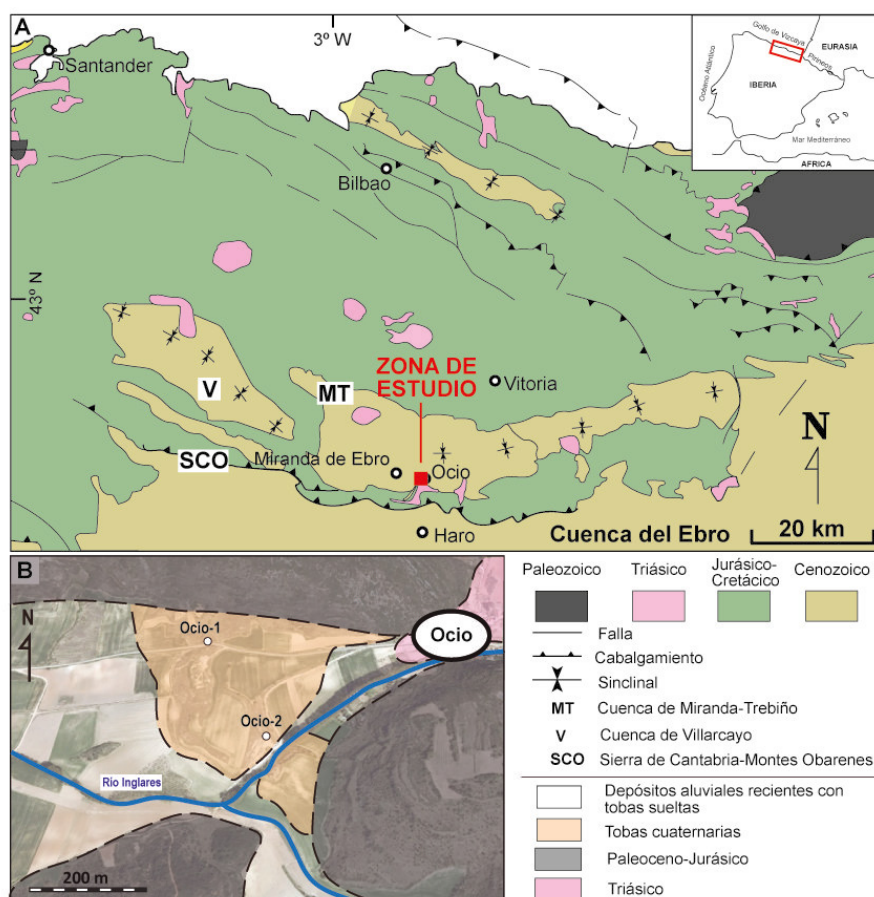 A
3º W
Santander
Golfo de Vizcaya
EURASIA
Pirineos
Océano Atlántico
IBERIA
Mar Mediterráneo
AFRICA
Bilbao
43º N
ZONA DE
ESTUDIO
V
MT
Vitoria
N
SCO
Miranda de Ebro
Ocio
Haro
Cuenca del Ebro
20 km
B
N
Ocio-1
Ocio
Ocio-2
Río Inglares
200 m
Paleozoico
Triásico
Jurásico-
Cretácico
Cenozoico
Falla
Cabalgamiento
Sinclinal
MT Cuenca de Miranda-Trebiño
V Cuenca de Villarcayo
SCO Sierra de Cantabria-Montes Obarenes
Depósitos aluviales recientes con
tobas sueltas
Tobas cuaternarias
Paleoceno-Jurásico
Triásico